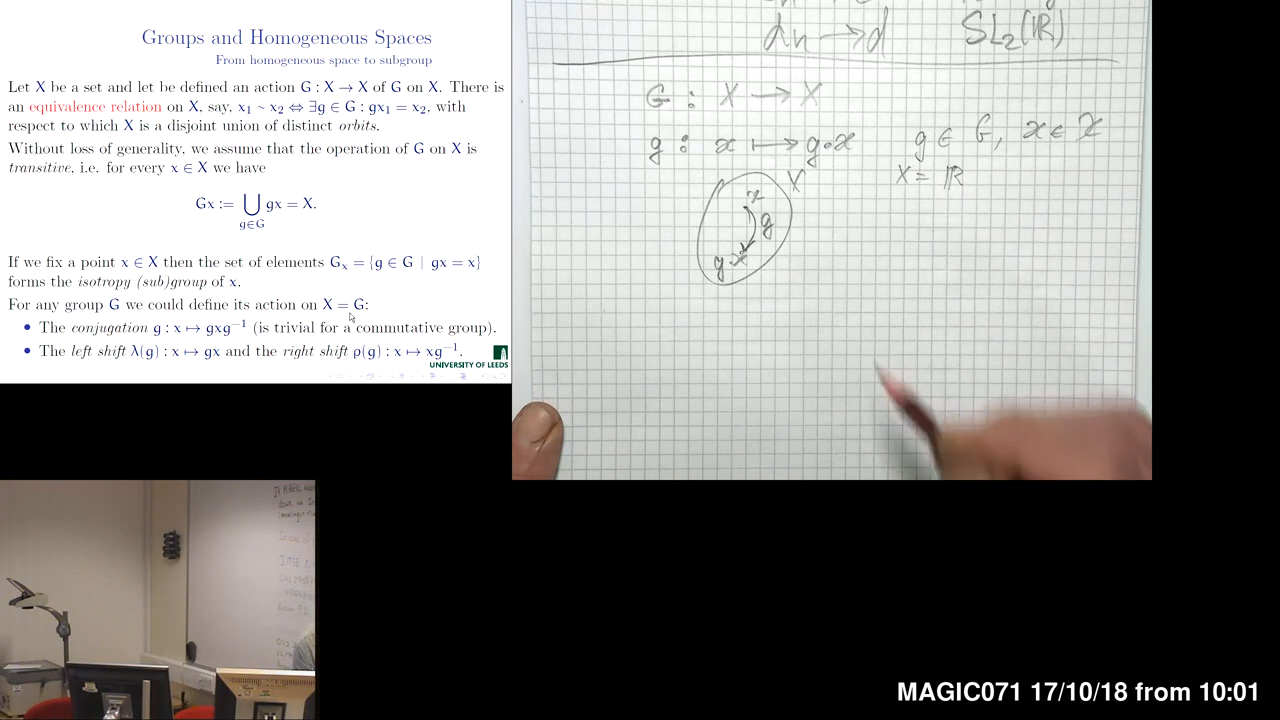 Groups and Homogeneous Spaces
From homogeneous space to subgroup
Let X be a set and let be defined an action G : X → X of G on X. There is
an equivalence relation on X, say, x₁ ~ x₂ ⇔ ∃g ∈ G : gx₁ = x₂, with
respect to which X is a disjoint union of distinct orbits.
Without loss of generality, we assume that the operation of G on X is
transitive, i.e. for every x ∈ X we have
Gx := ⋃ gx = X.
g∈G
If we fix a point x ∈ X then the set of elements Gₓ = {g ∈ G | gx = x}
forms the isotropy (sub)group of x.
For any group G we could define its action on X = G:
• The conjugation g : x ↦ gxg⁻¹ (is trivial for a commutative group).
• The left shift λ(g) : x ↦ gx and the right shift ρ(g) : x ↦ xg⁻¹.
UNIVERSITY OF LEEDS
SL₂(ℝ)
G : X → X
g : x ↦ g·x g ∈ G, x ∈ X
X = ℝ
X
x
g
g·x
MAGIC071 17/10/18 from 10:01